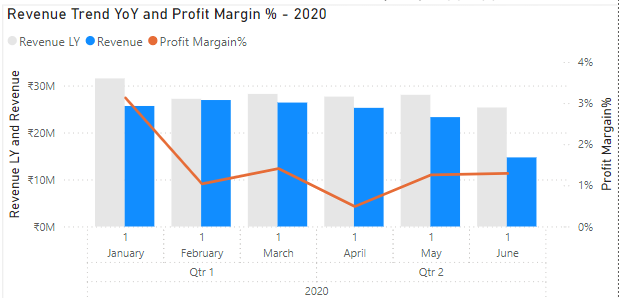 Revenue Trend YoY and Profit Margin % - 2020
Revenue LY Revenue Profit Margain%
4%
₹30M
3%
₹20M
2%
₹10M
1%
₹0M
0%
Revenue LY and Revenue
Profit Margain%
1 1 1 1 1 1
January February March April May June
Qtr 1 Qtr 2
2020